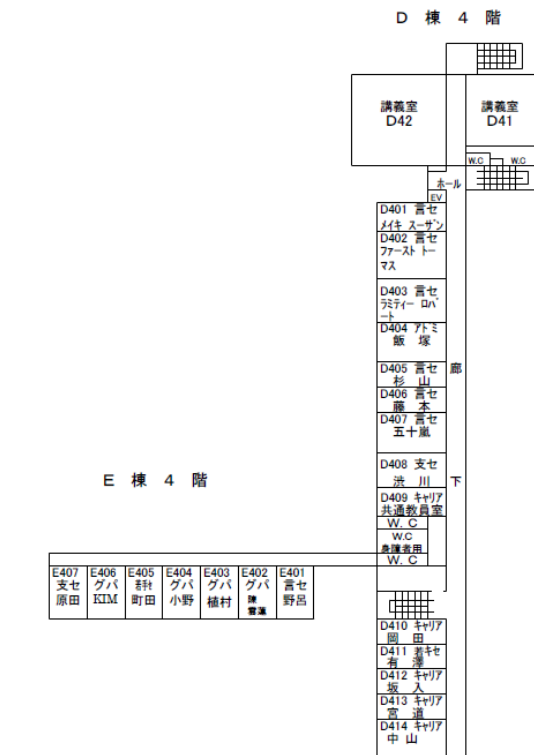 D 棟 4 階
講義室
D42
講義室
D41
W.C
W.C
ホール
EV
D401 言セ
メイキ スーザン
D402 言セ
ファースト トー
マス
D403 言セ
ラミティー ロバ
ート
D404 アドミ
飯 塚
D405 言セ
杉 山
D406 言セ
藤 本
D407 言セ
五十嵐
D408 支セ
渋 川
D409 キャリア
共通教員室
W. C
W.C
身障者用
W. C
廊
下
E 棟 4 階
E407
支セ
原田
E406
グパ
KIM
E405
町田
E404
グパ
小野
E403
グパ
植村
E402
グパ
陳
雲蓮
E401
言セ
野呂
D410 キャリア
岡 田
D411 若キセ
有 澤
D412 キャリア
坂 入
D413 キャリア
宮 道
D414 キャリア
中 山